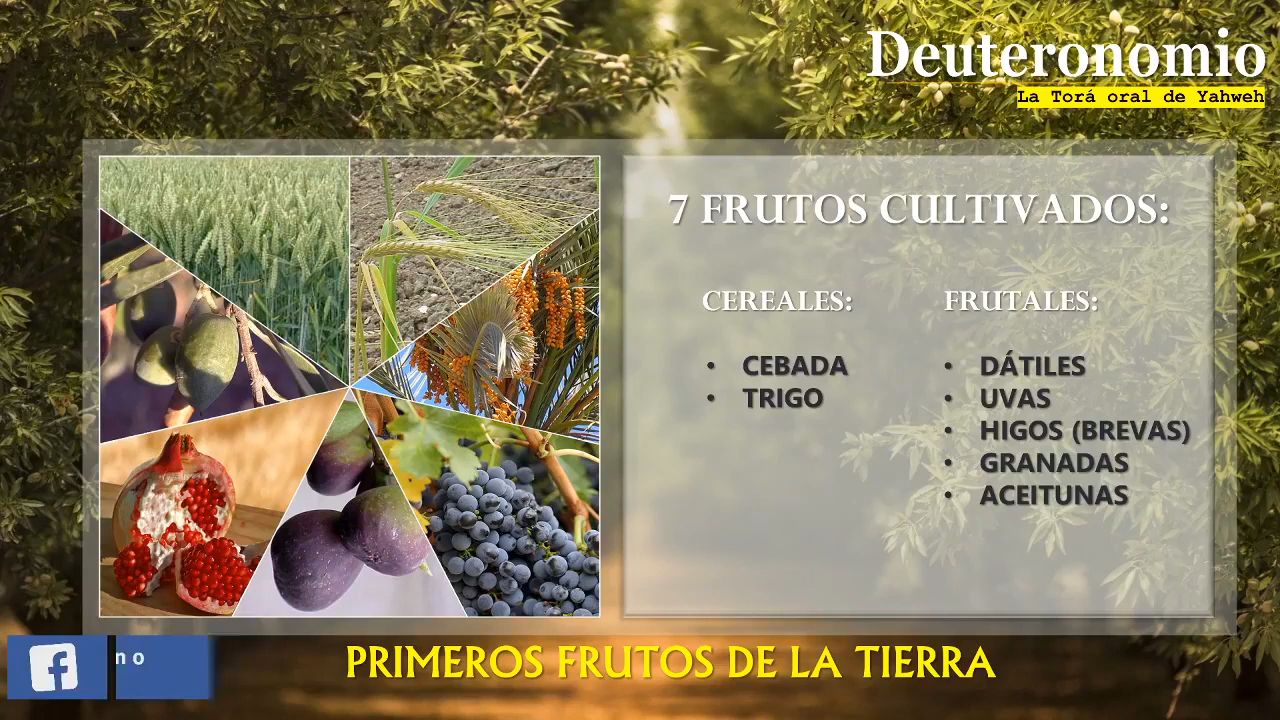 Deuteronomio
La Torá oral de Yahweh
7 FRUTOS CULTIVADOS:
CEREALES:
• CEBADA
• TRIGO
FRUTALES:
• DÁTILES
• UVAS
• HIGOS (BREVAS)
• GRANADAS
• ACEITUNAS
PRIMEROS FRUTOS DE LA TIERRA